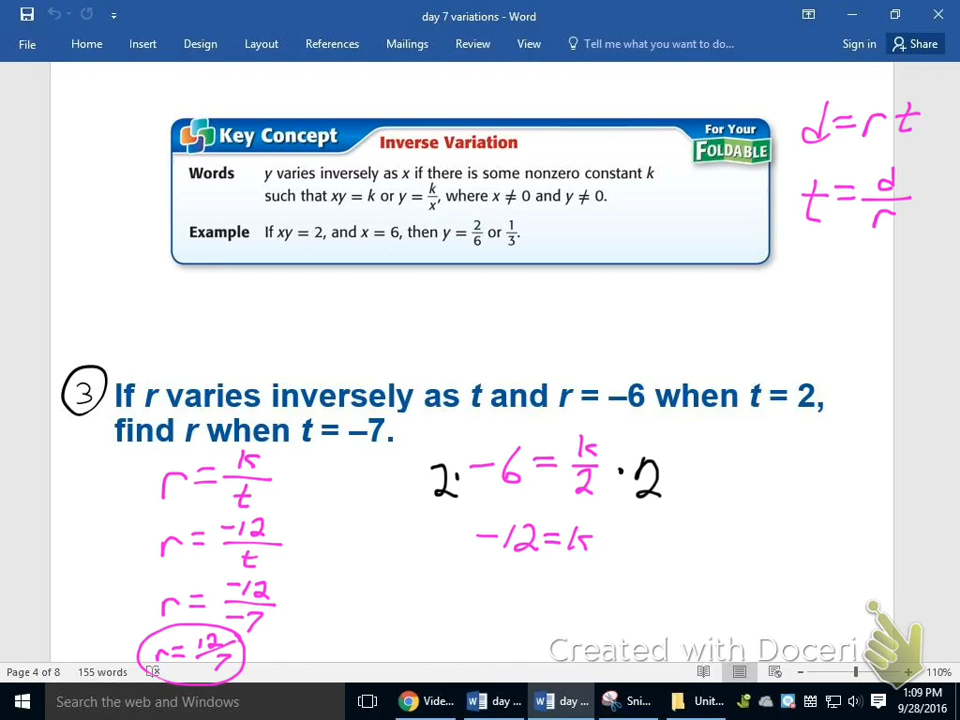 day 7 variations - Word
File Home Insert Design Layout References Mailings Review View Tell me what you want to do... Sign in Share
Key Concept Inverse Variation For Your FOLDABLE
Words y varies inversely as x if there is some nonzero constant k
such that xy = k or y = k/x, where x ≠ 0 and y ≠ 0.
Example If xy = 2, and x = 6, then y = 2/6 or 1/3.
d = r t
t = d/r
3 If r varies inversely as t and r = –6 when t = 2,
find r when t = –7.
r = k/t
2 · -6 = k/2 · 2
r = -12/t
-12 = k
r = -12/-7
r = 12/7
Created with Doceri
Page 4 of 8 155 words 110%
Search the web and Windows Vide... day ... day ... Sni... Unit... 1:09 PM
9/28/2016